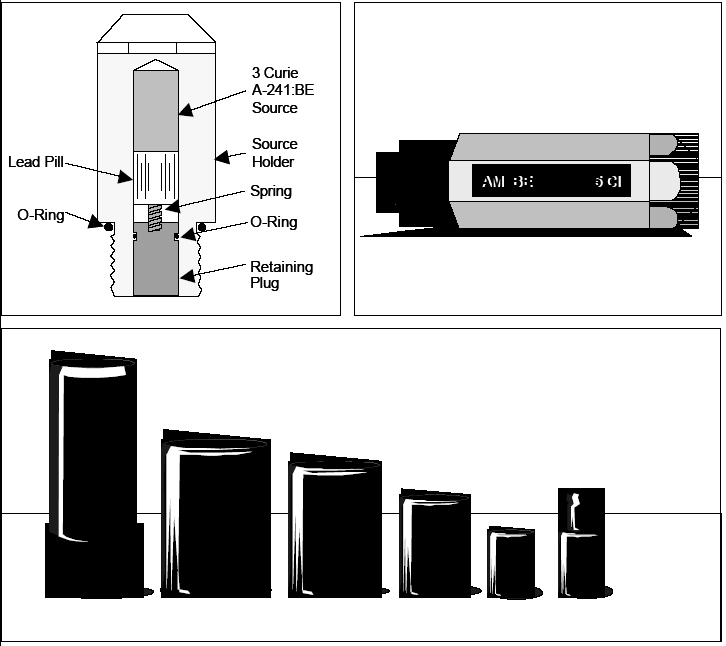 3 Curie
A-241:BE
Source
Source
Holder
Lead Pill
Spring
O-Ring
O-Ring
Retaining
Plug
AM BE 5 CI